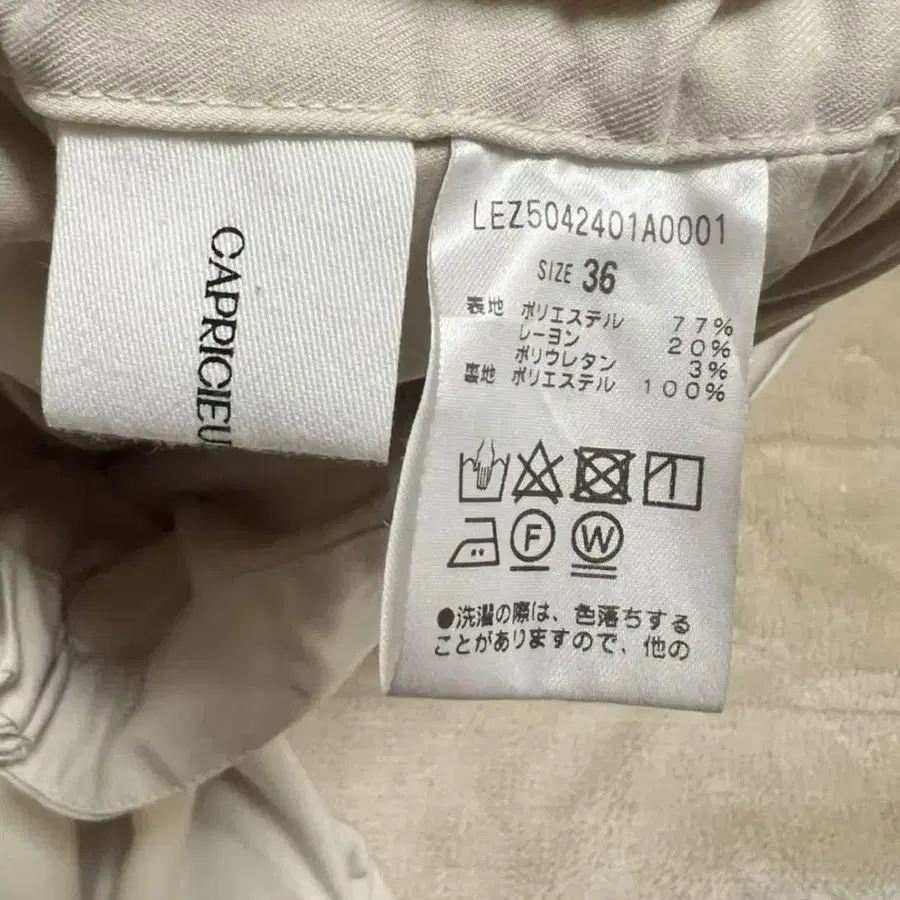 CAPRICIEU
LEZ5042401A0001
SIZE 36
表地 ポリエステル 77%
レーヨン 20%
ポリウレタン 3%
裏地 ポリエステル 100%
F W
●洗濯の際は、色落ちする
ことがありますので、他の